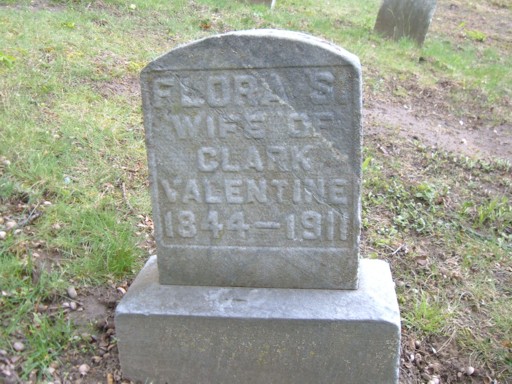 FLORA S.
WIFE OF
CLARK
VALENTINE
1844–1911